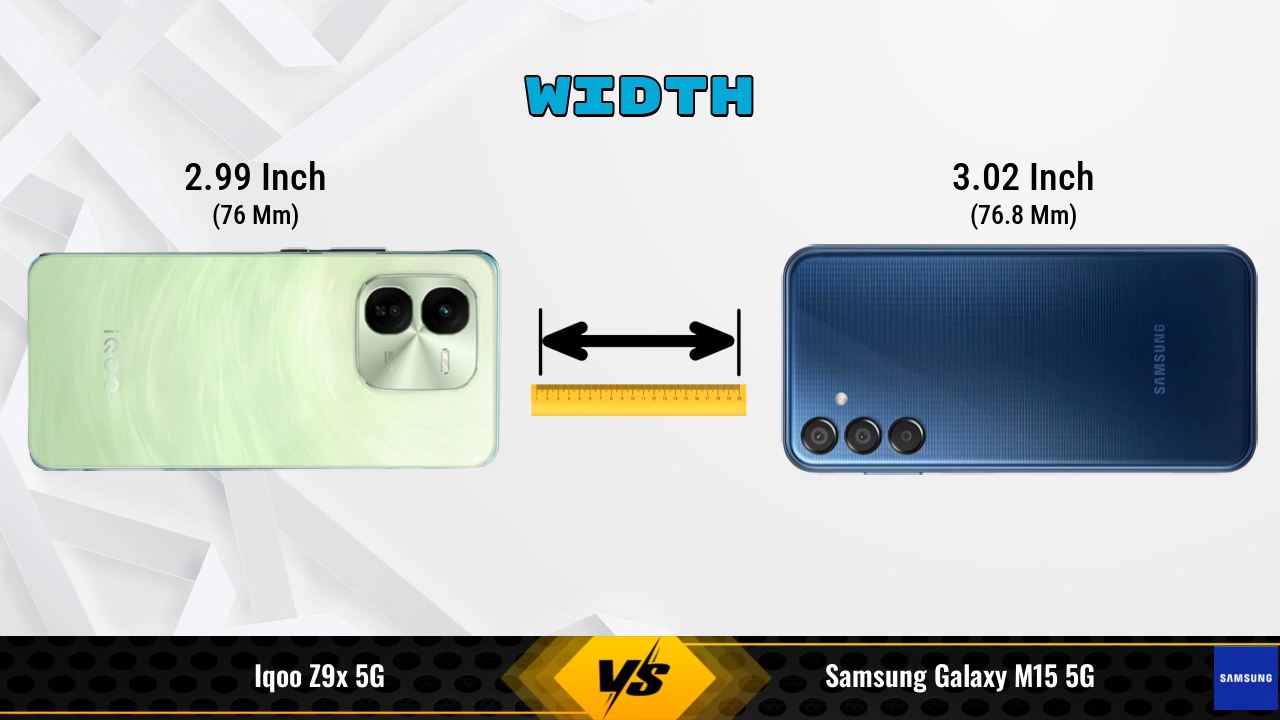 WIDTH
2.99 Inch
(76 Mm)
3.02 Inch
(76.8 Mm)
iQOO
SAMSUNG
Iqoo Z9x 5G
VS
Samsung Galaxy M15 5G
SAMSUNG